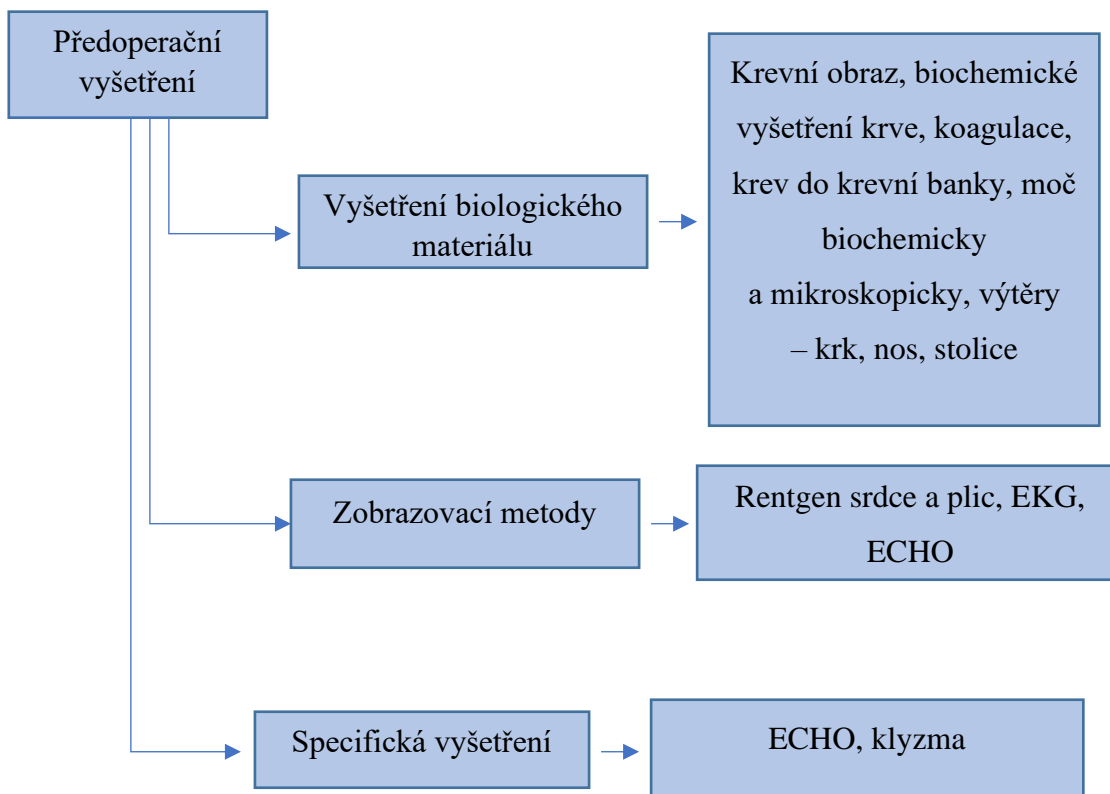 Předoperační
vyšetření
Krevní obraz, biochemické
vyšetření krve, koagulace,
krev do krevní banky, moč
biochemicky
a mikroskopicky, výtěry
– krk, nos, stolice
Vyšetření biologického
materiálu
Zobrazovací metody
Rentgen srdce a plic, EKG,
ECHO
Specifická vyšetření
ECHO, klyzma